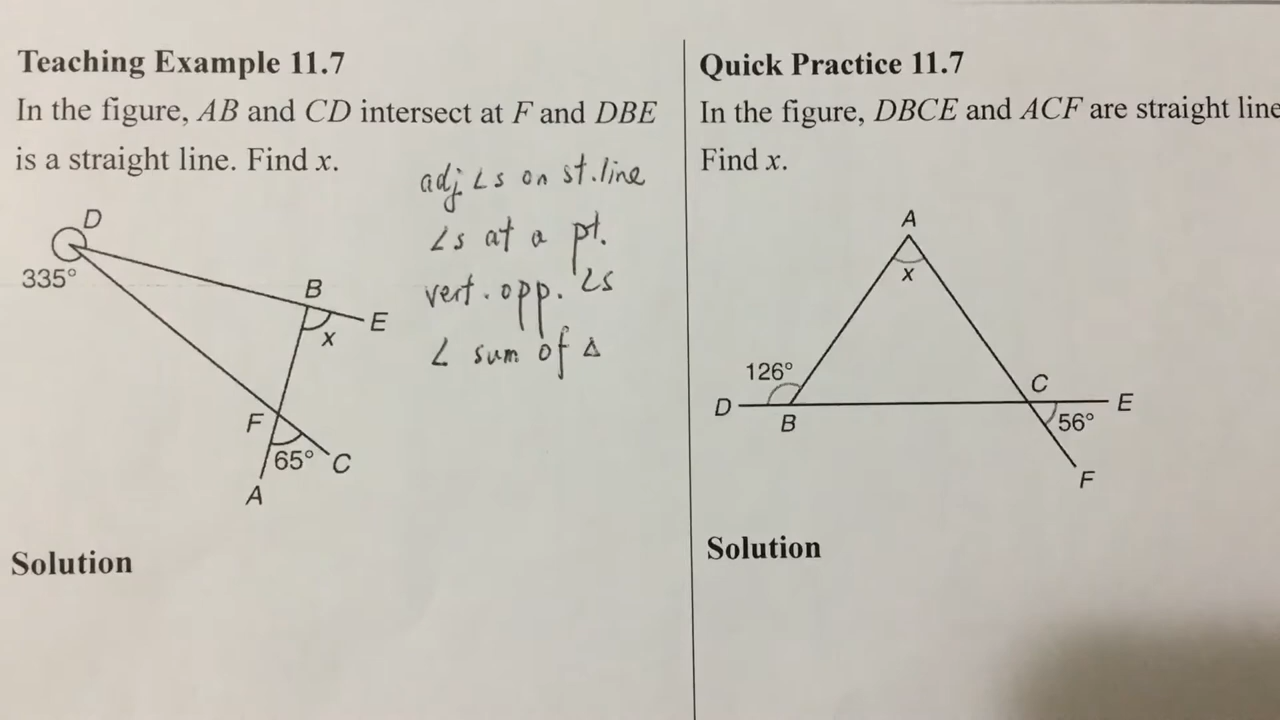 Teaching Example 11.7
In the figure, AB and CD intersect at F and DBE
is a straight line. Find x.
adj ∠s on st. line
∠s at a pt.
vert. opp. ∠s
∠ sum of △
D
335°
B
E
x
F
65°
C
A
Solution
Quick Practice 11.7
In the figure, DBCE and ACF are straight line
Find x.
A
x
126°
D
B
C
E
56°
F
Solution